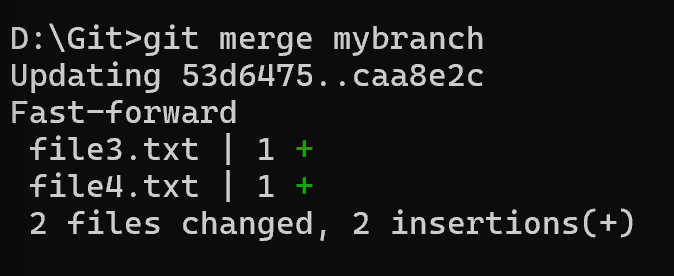 D:\Git>git merge mybranch
Updating 53d6475..caa8e2c
Fast-forward
 file3.txt | 1 +
 file4.txt | 1 +
 2 files changed, 2 insertions(+)